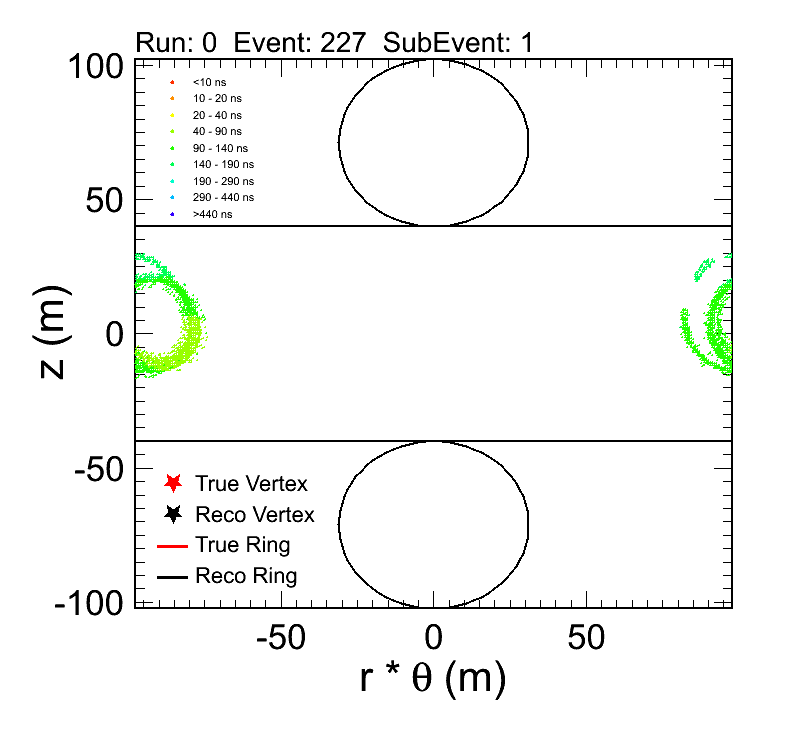 Run: 0  Event: 227  SubEvent: 1
<10 ns
10 - 20 ns
20 - 40 ns
40 - 90 ns
90 - 140 ns
140 - 190 ns
190 - 290 ns
290 - 440 ns
>440 ns
100
50
0
-50
-100
z (m)
True Vertex
Reco Vertex
True Ring
Reco Ring
-50 0 50
r * θ (m)